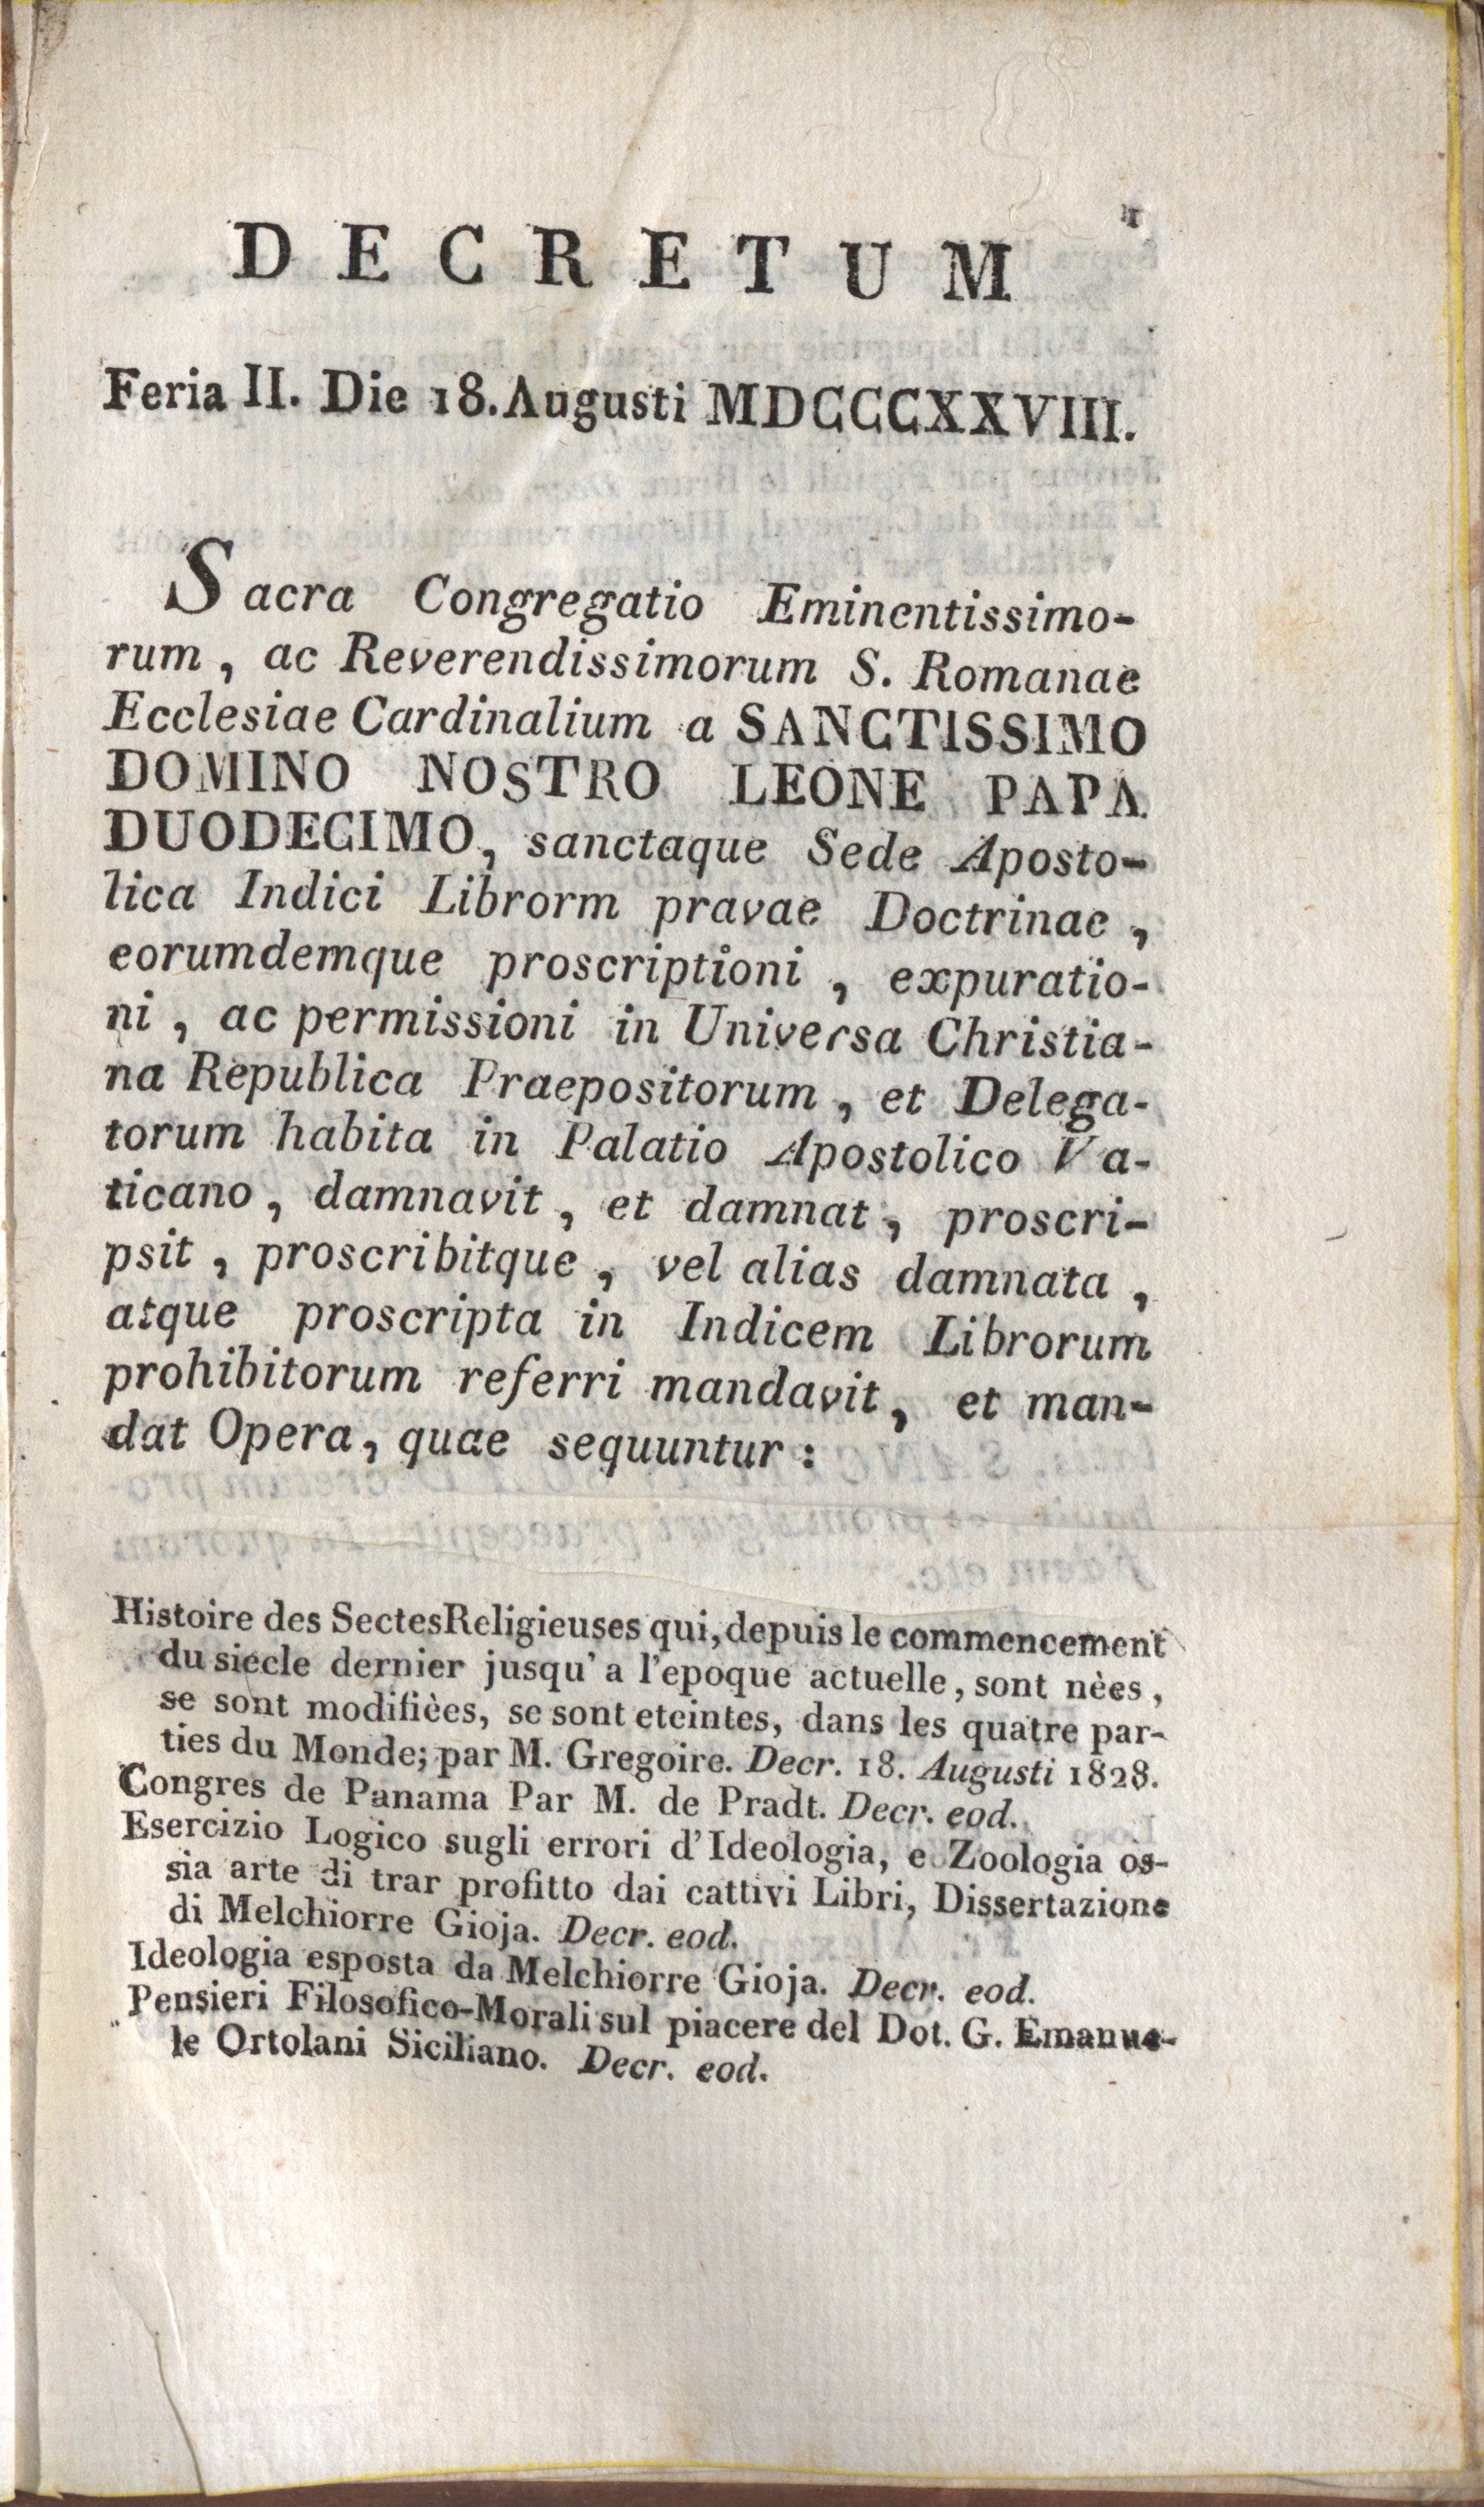 DECRETUM
Feria II. Die 18. Augusti MDCCCXXVIII.
Sacra Congregatio Eminentissimo-
rum, ac Reverendissimorum S. Romanae
Ecclesiae Cardinalium a SANCTISSIMO
DOMINO NOSTRO LEONE PAPA
DUODECIMO, sanctaque Sede Aposto-
lica Indici Librorm pravae Doctrinae,
eorumdemque proscriptioni, expuratio-
ni, ac permissioni in Universa Christia-
na Republica Praepositorum, et Delega-
torum habita in Palatio Apostolico Va-
ticano, damnavit, et damnat, proscri-
psit, proscribitque, vel alias damnata,
atque proscripta in Indicem Librorum
prohibitorum referri mandavit, et man-
dat Opera, quae sequuntur:
Histoire des Sectes Religieuses qui, depuis le commencement
du siecle dernier jusqu' a l'epoque actuelle, sont nèes,
se sont modifièes, se sont eteintes, dans les quatre par-
ties du Monde; par M. Gregoire. Decr. 18. Augusti 1828.
Congres de Panama Par M. de Pradt. Decr. eod.
Esercizio Logico sugli errori d'Ideologia, e Zoologia os-
sia arte di trar profitto dai cattivi Libri, Dissertazione
di Melchiorre Gioja. Decr. eod.
Ideologia esposta da Melchiorre Gioja. Decr. eod.
Pensieri Filosofico-Morali sul piacere del Dot. G. Emanue-
le Ortolani Siciliano. Decr. eod.